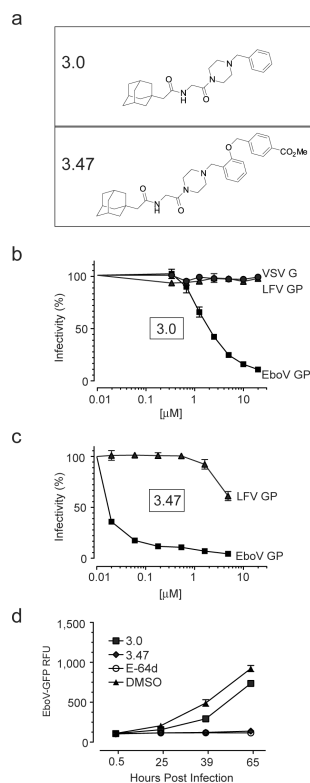 a
3.0
O
N
H
O
N
N
3.47
O
N
H
O
N
N
O
CO2Me
b
Infectivity (%)
100
50
0
0.01
0.1
1
10
[µM]
3.0
VSV G
LFV GP
EboV GP
c
Infectivity (%)
100
50
0
0.01
0.1
1
10
[µM]
3.47
LFV GP
EboV GP
d
EboV-GFP RFU
1,500
1,000
500
0
3.0
3.47
E-64d
DMSO
0.5
25
39
65
Hours Post Infection